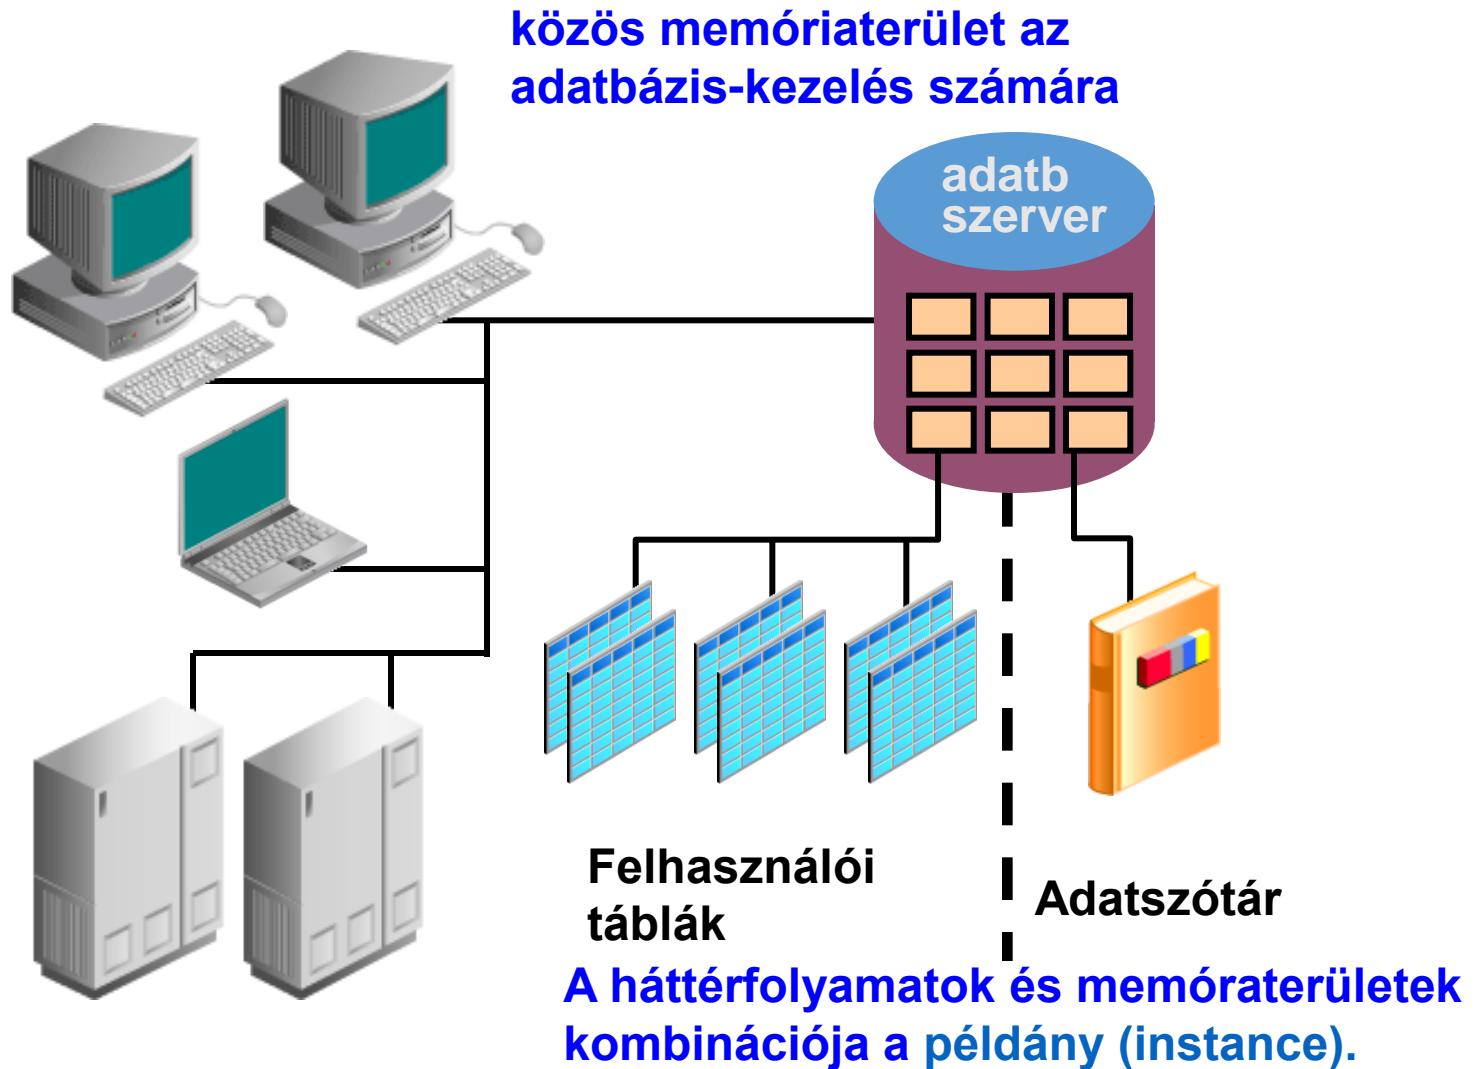 közös memóriaterület az
adatbázis-kezelés számára
adatb
szerver
Felhasználói
táblák
Adatszótár
A háttérfolyamatok és memóraterületek
kombinációja a példány (instance).